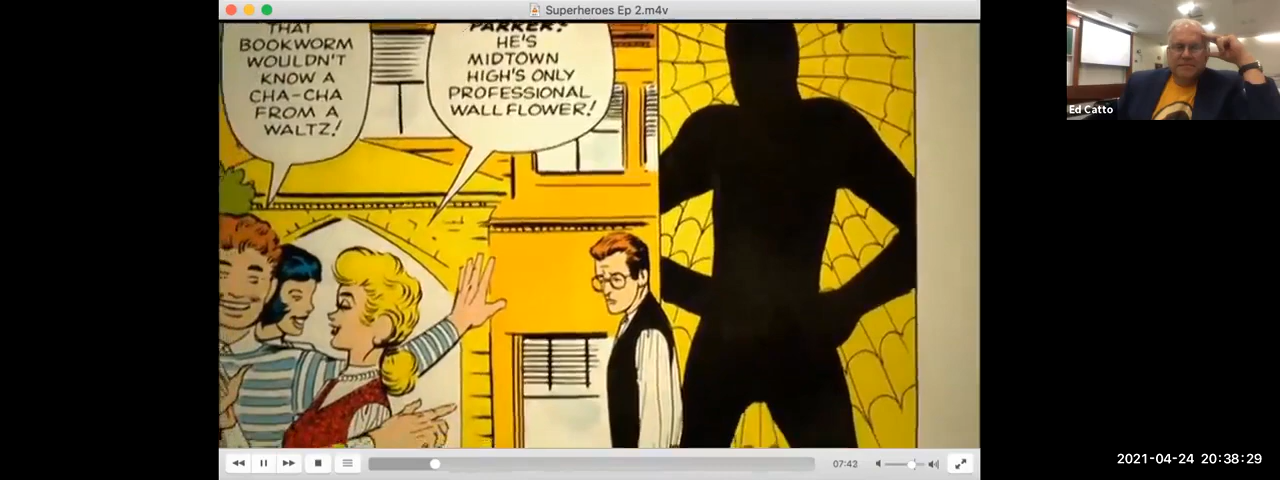 Superheroes Ep 2.m4v
THAT
BOOKWORM
WOULDN'T
KNOW A
CHA-CHA
FROM A
WALTZ!
PARKER?
HE'S
MIDTOWN
HIGH'S ONLY
PROFESSIONAL
WALLFLOWER!
Ed Catto
07:42
2021-04-24 20:38:29